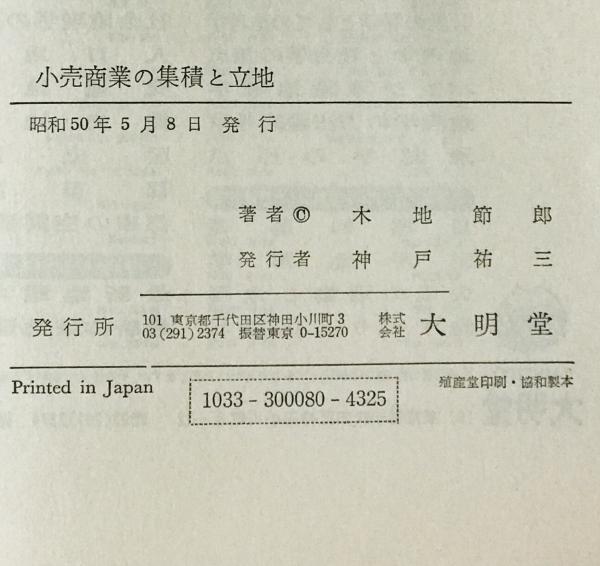 小売商業の集積と立地
昭和50年5月8日 発行
著者 © 木地節郎
発行者 神戸祐三
発行所 101 東京都千代田区神田小川町3 03(291)2374 振替東京 0-15270 株式会社 大明堂
Printed in Japan 殖産堂印刷・協和製本
1033-300080-4325